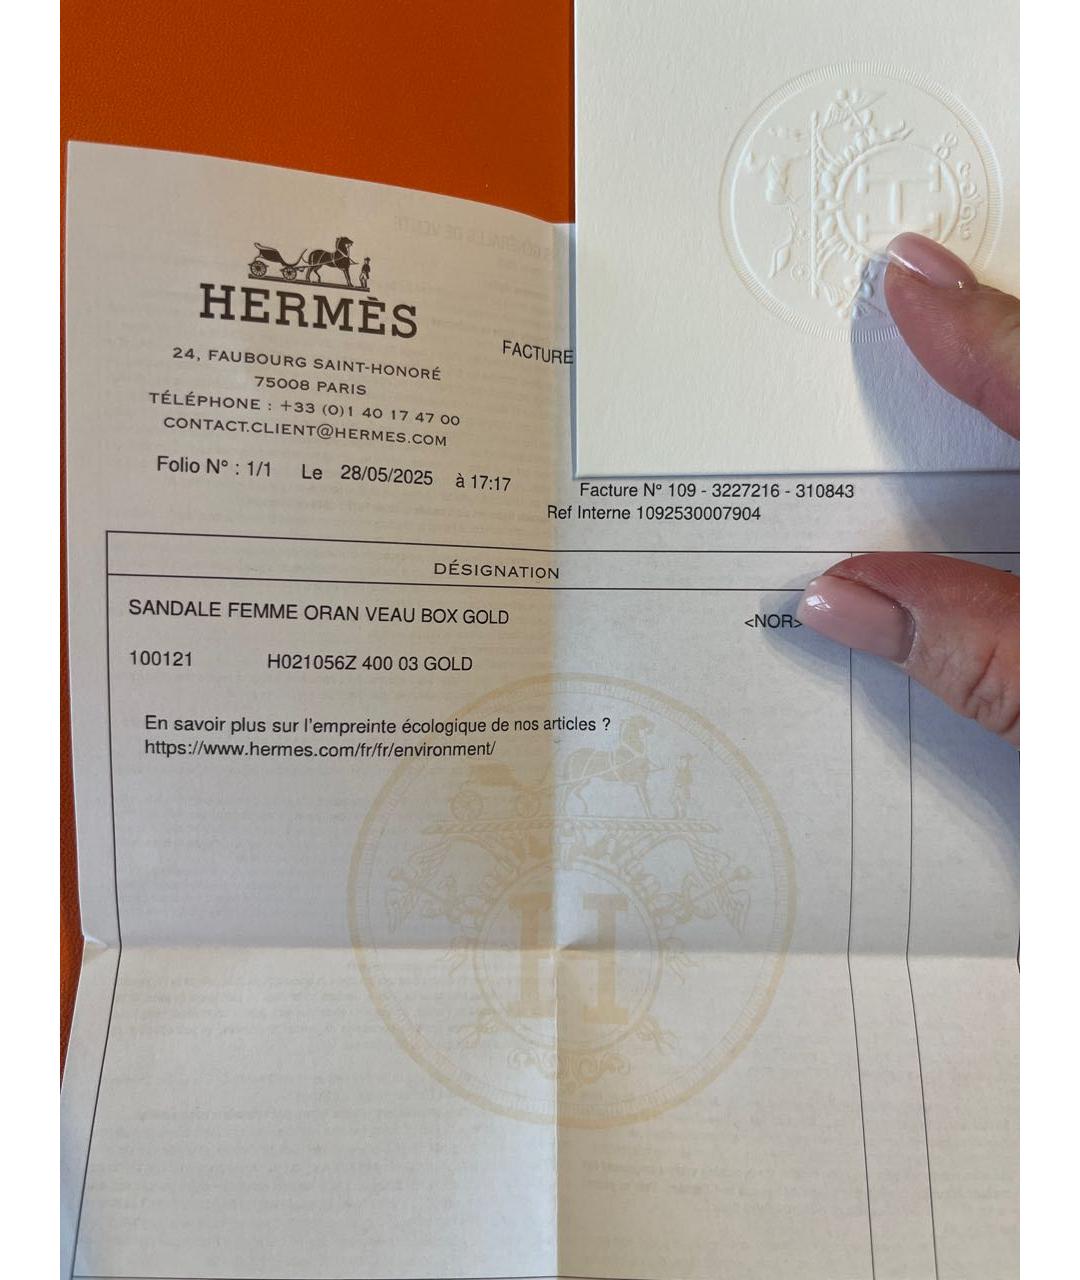 HERMÈS
24, FAUBOURG SAINT-HONORÉ
75008 PARIS
TÉLÉPHONE : +33 (0)1 40 17 47 00
CONTACT.CLIENT@HERMES.COM
FACTURE
Folio N° : 1/1 Le 28/05/2025 à 17:17
Facture N° 109 - 3227216 - 310843
Ref Interne 1092530007904
DÉSIGNATION
SANDALE FEMME ORAN VEAU BOX GOLD <NOR>
100121 H021056Z 400 03 GOLD
En savoir plus sur l'empreinte écologique de nos articles ?
https://www.hermes.com/fr/fr/environment/
H
H